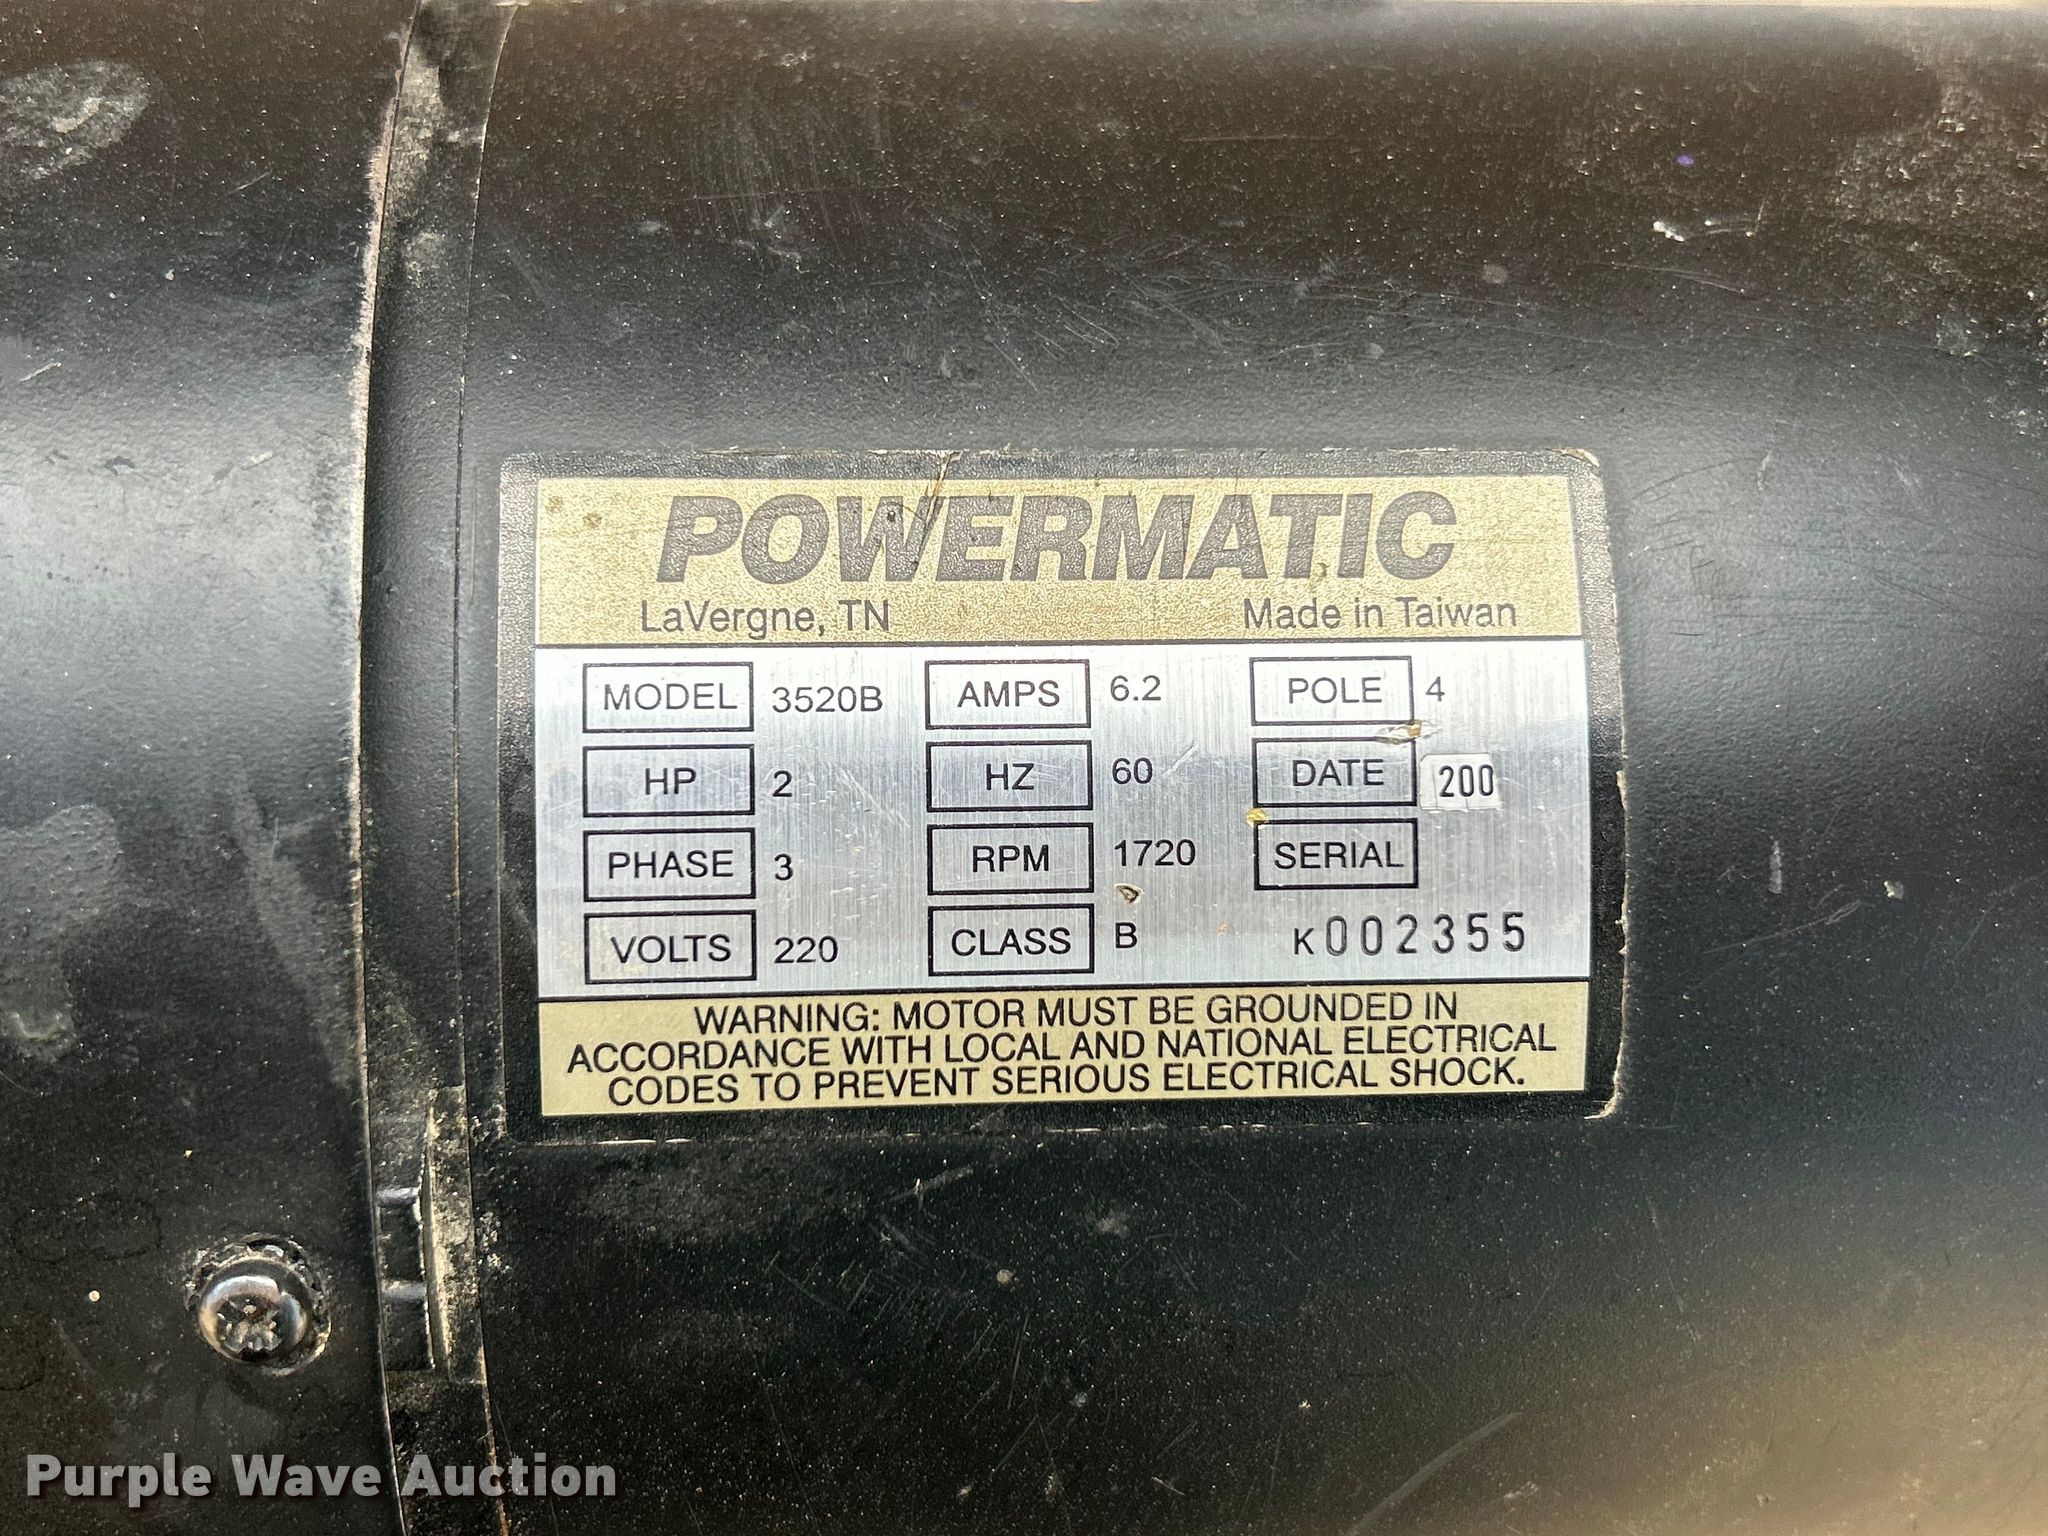 POWERMATIC
LaVergne, TN Made in Taiwan
MODEL 3520B AMPS 6.2 POLE 4
HP 2 HZ 60 DATE 200
PHASE 3 RPM 1720 SERIAL
VOLTS 220 CLASS B K002355
WARNING: MOTOR MUST BE GROUNDED IN
ACCORDANCE WITH LOCAL AND NATIONAL ELECTRICAL
CODES TO PREVENT SERIOUS ELECTRICAL SHOCK.
Purple Wave Auction